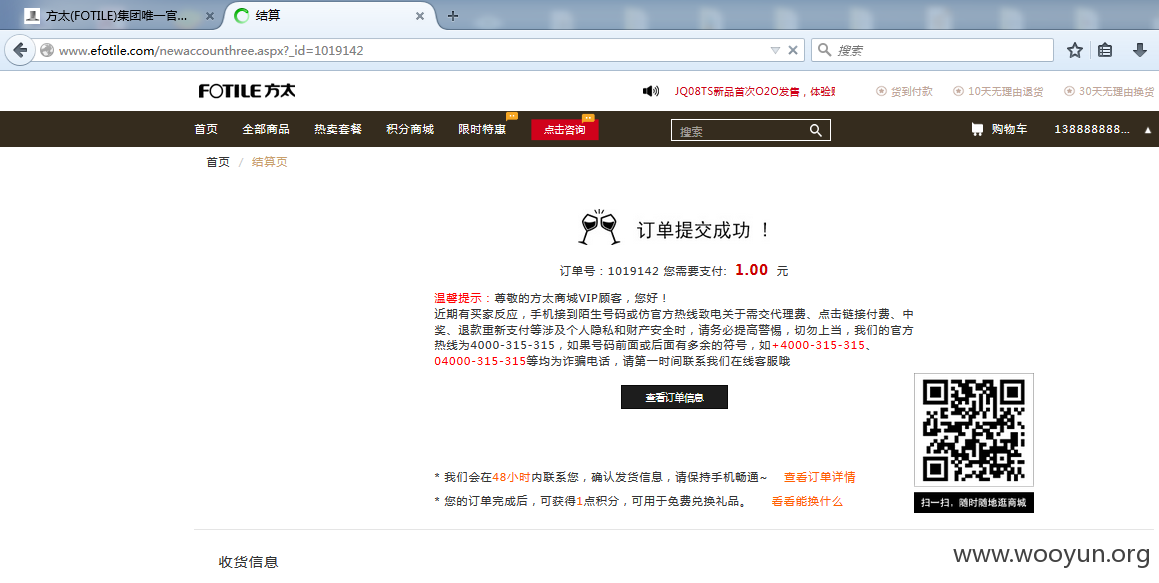 方太(FOTILE)集团唯一官...
结算
www.efotile.com/newaccounthree.aspx?_id=1019142
搜索
FOTILE 方太
JQ08TS新品首次O2O发售，体验
货到付款
10天无理由退货
30天无理由换货
首页 全部商品 热卖套餐 积分商城 限时特惠 点击咨询
搜索
购物车
138888888...
首页 / 结算页
订单提交成功 ！
订单号：1019142 您需要支付: 1.00 元
温馨提示：尊敬的方太商城VIP顾客，您好！
近期有买家反应，手机接到陌生号码或仿官方热线致电关于需交代理费、点击链接付费、中
奖、退款重新支付等涉及个人隐私和财产安全时，请务必提高警惕，切勿上当，我们的官方
热线为4000-315-315，如果号码前面或后面有多余的符号，如+4000-315-315、
04000-315-315等均为诈骗电话，请第一时间联系我们在线客服哦
查看订单信息
* 我们会在48小时内联系您，确认发货信息，请保持手机畅通~ 查看订单详情
* 您的订单完成后，可获得1点积分，可用于免费兑换礼品。 看看能换什么
扫一扫，随时随地逛商城
收货信息
www.wooyun.org